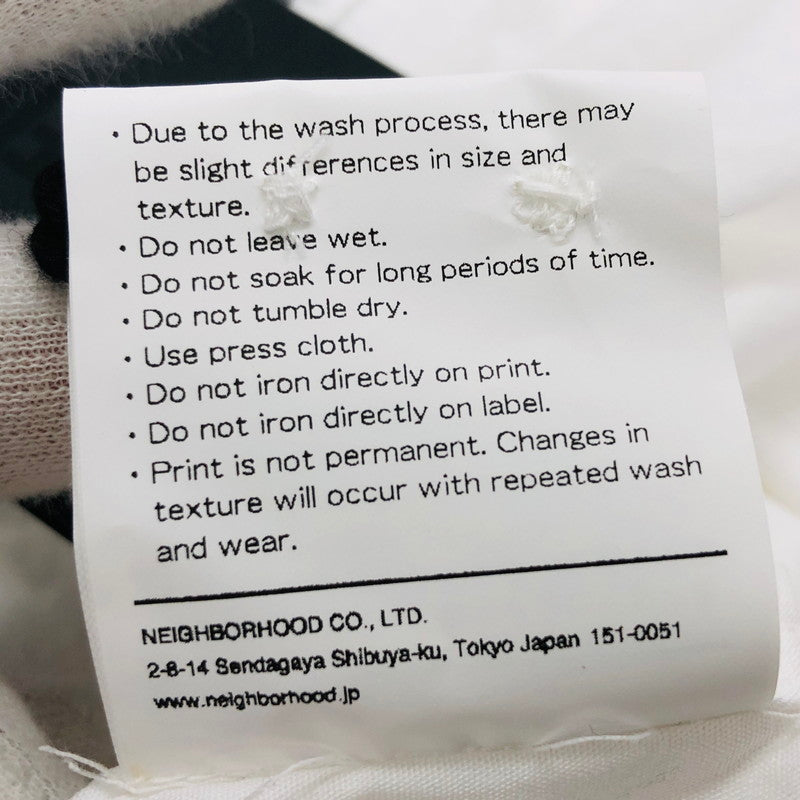 · Due to the wash process, there may
be slight differences in size and
texture.
· Do not leave wet.
· Do not soak for long periods of time.
· Do not tumble dry.
· Use press cloth.
· Do not iron directly on print.
· Do not iron directly on label.
· Print is not permanent. Changes in
texture will occur with repeated wash
and wear.
NEIGHBORHOOD CO., LTD.
2-8-14 Sendagaya Shibuya-ku, Tokyo Japan 151-0051
www.neighborhood.jp